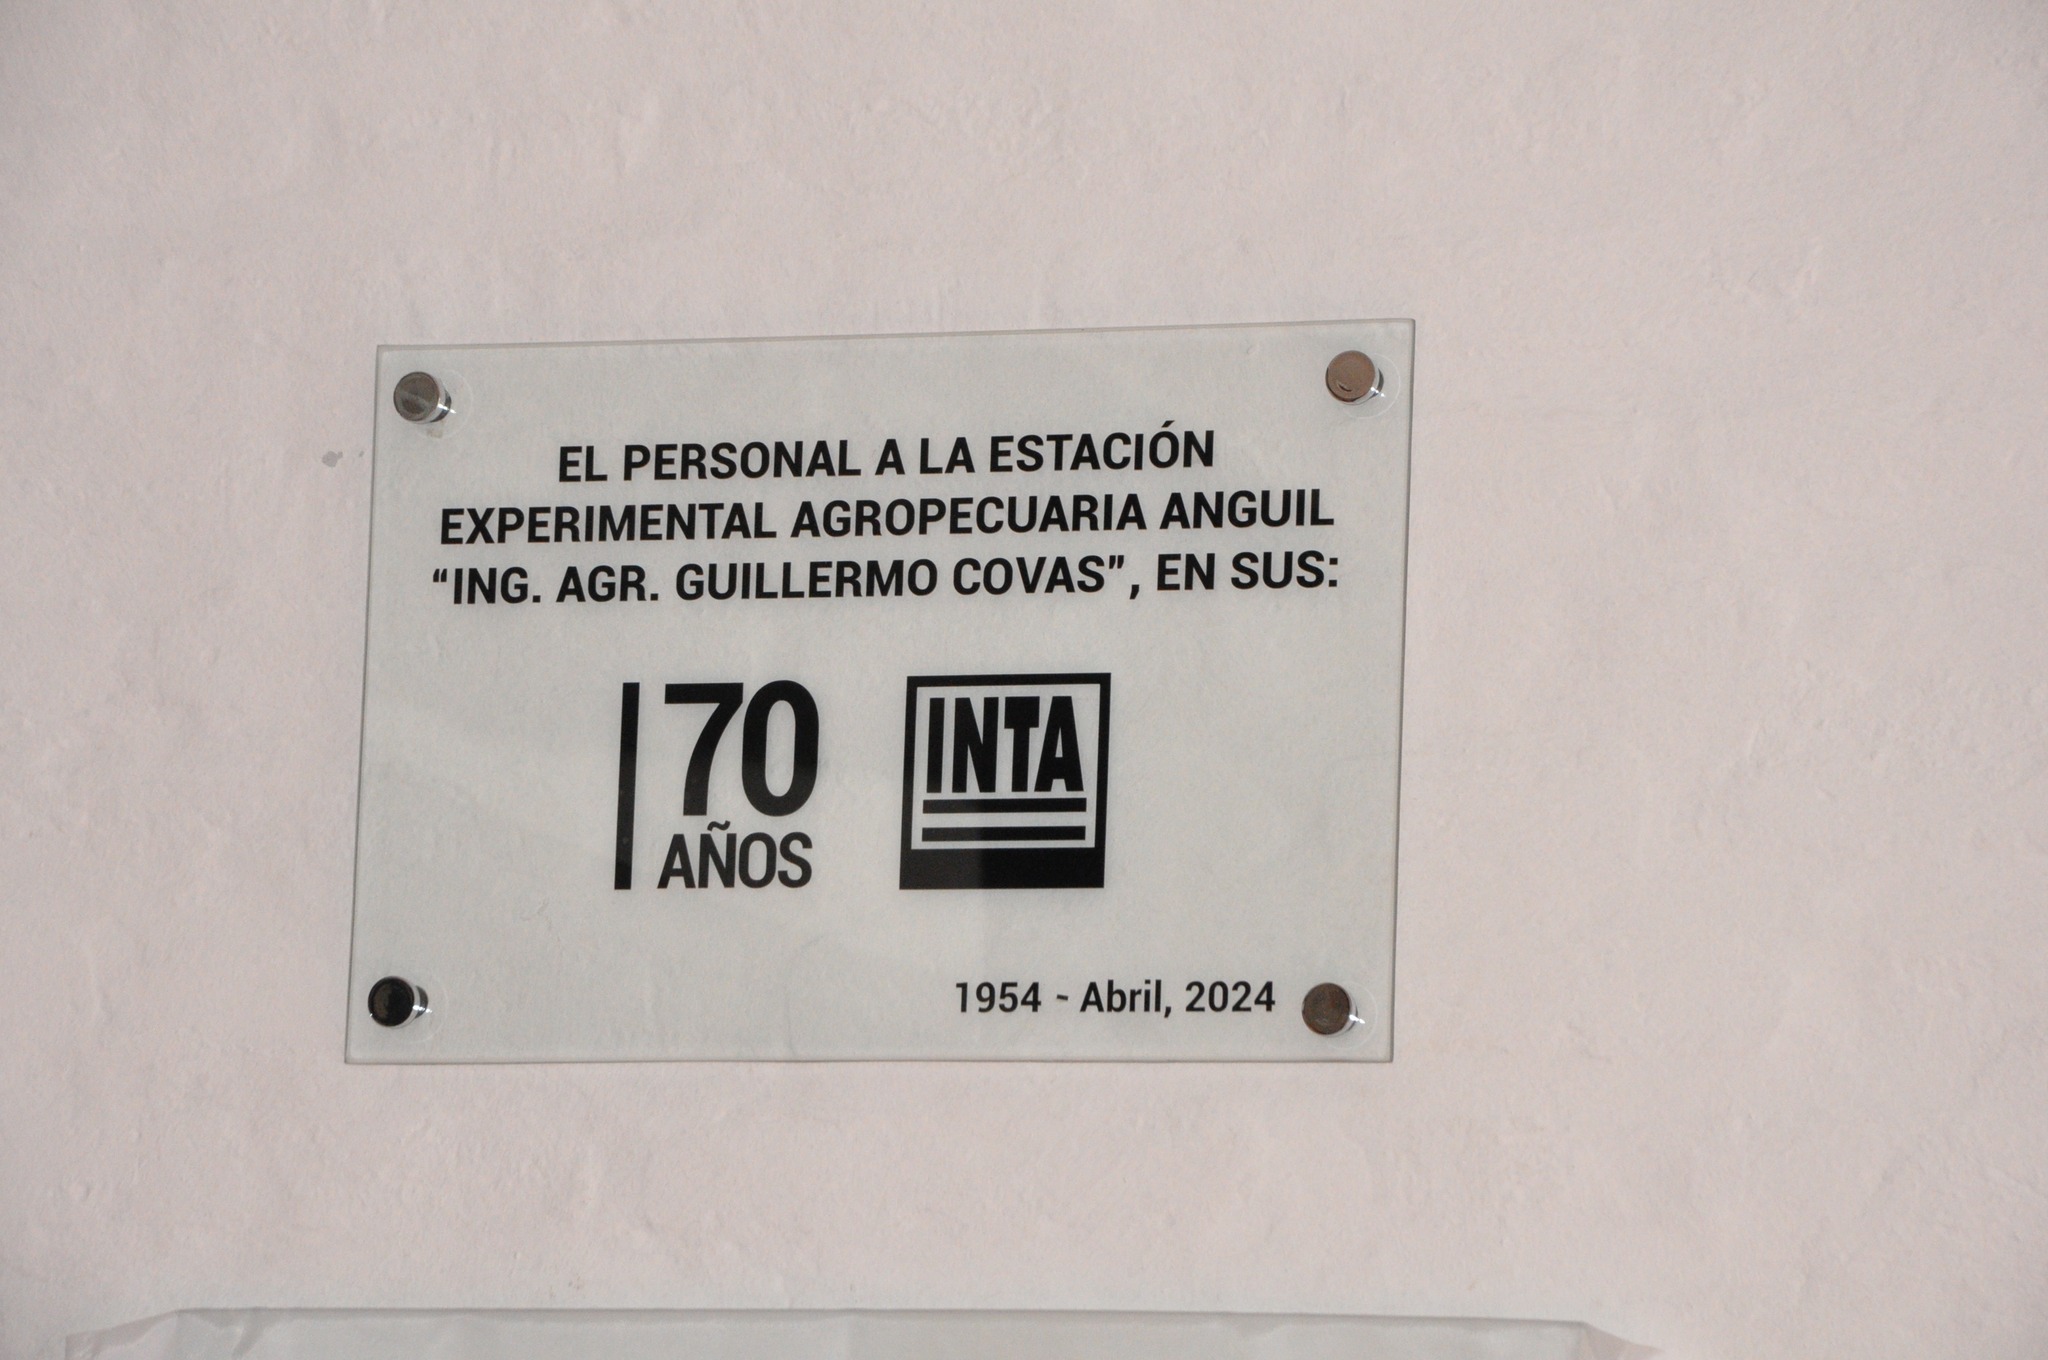 EL PERSONAL A LA ESTACIÓN
EXPERIMENTAL AGROPECUARIA ANGUIL
“ING. AGR. GUILLERMO COVAS”, EN SUS:
70
AÑOS
INTA
1954 - Abril, 2024